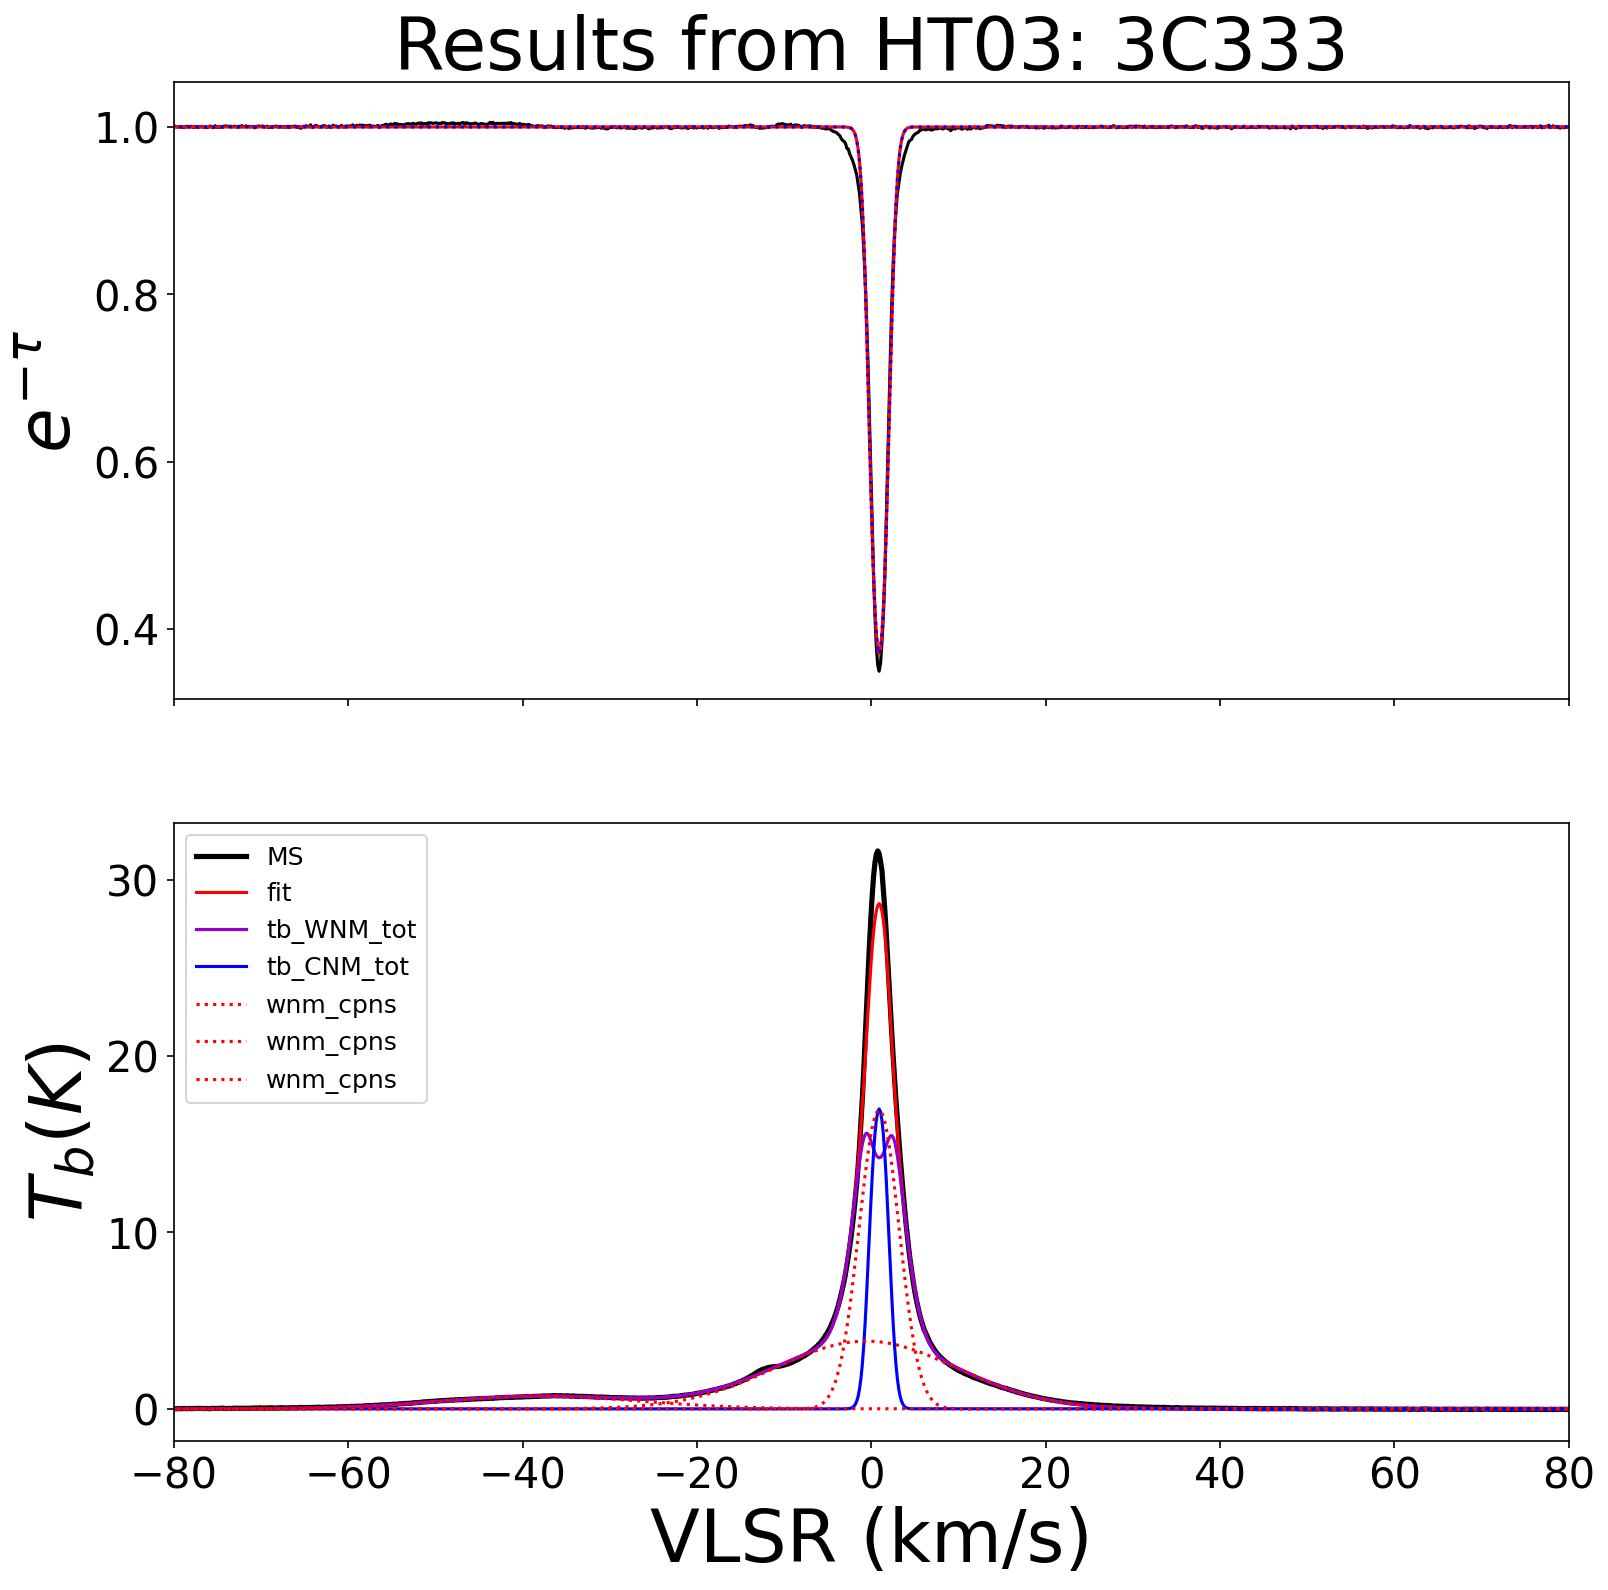 Results from HT03: 3C333
1.0
0.8
0.6
0.4
e^{-τ}
30
20
10
0
T_b(K)
MS
fit
tb_WNM_tot
tb_CNM_tot
wnm_cpns
wnm_cpns
wnm_cpns
−80 −60 −40 −20 0 20 40 60 80
VLSR (km/s)